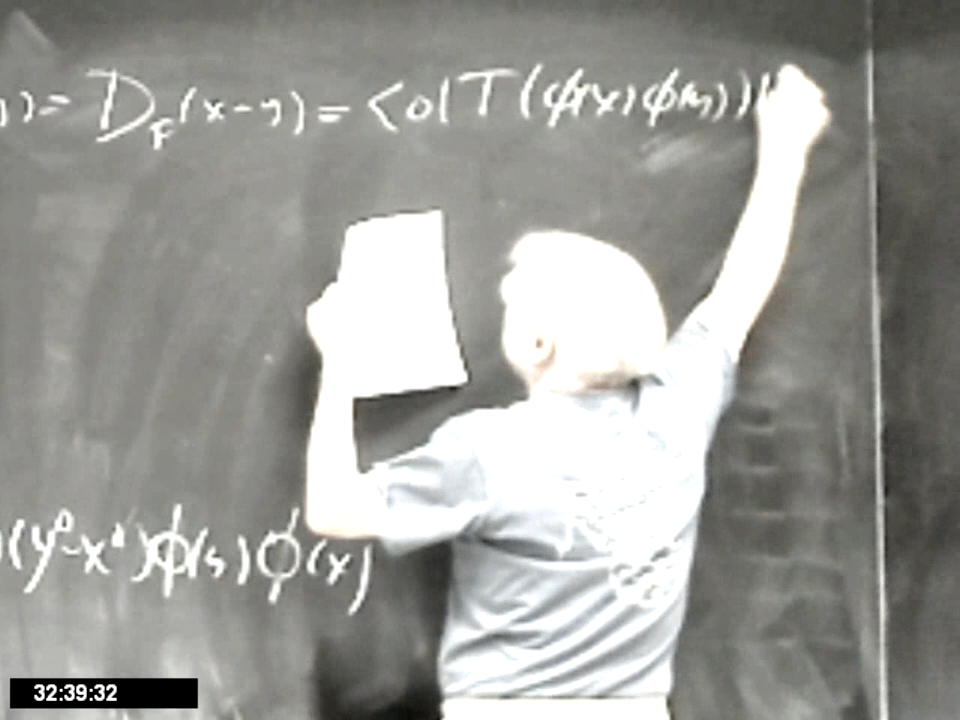 ) = D_F(x-y) = <0|T(ϕ(x)ϕ(y))|
(y⁰-x⁰)ϕ(y)ϕ(x)
32:39:32